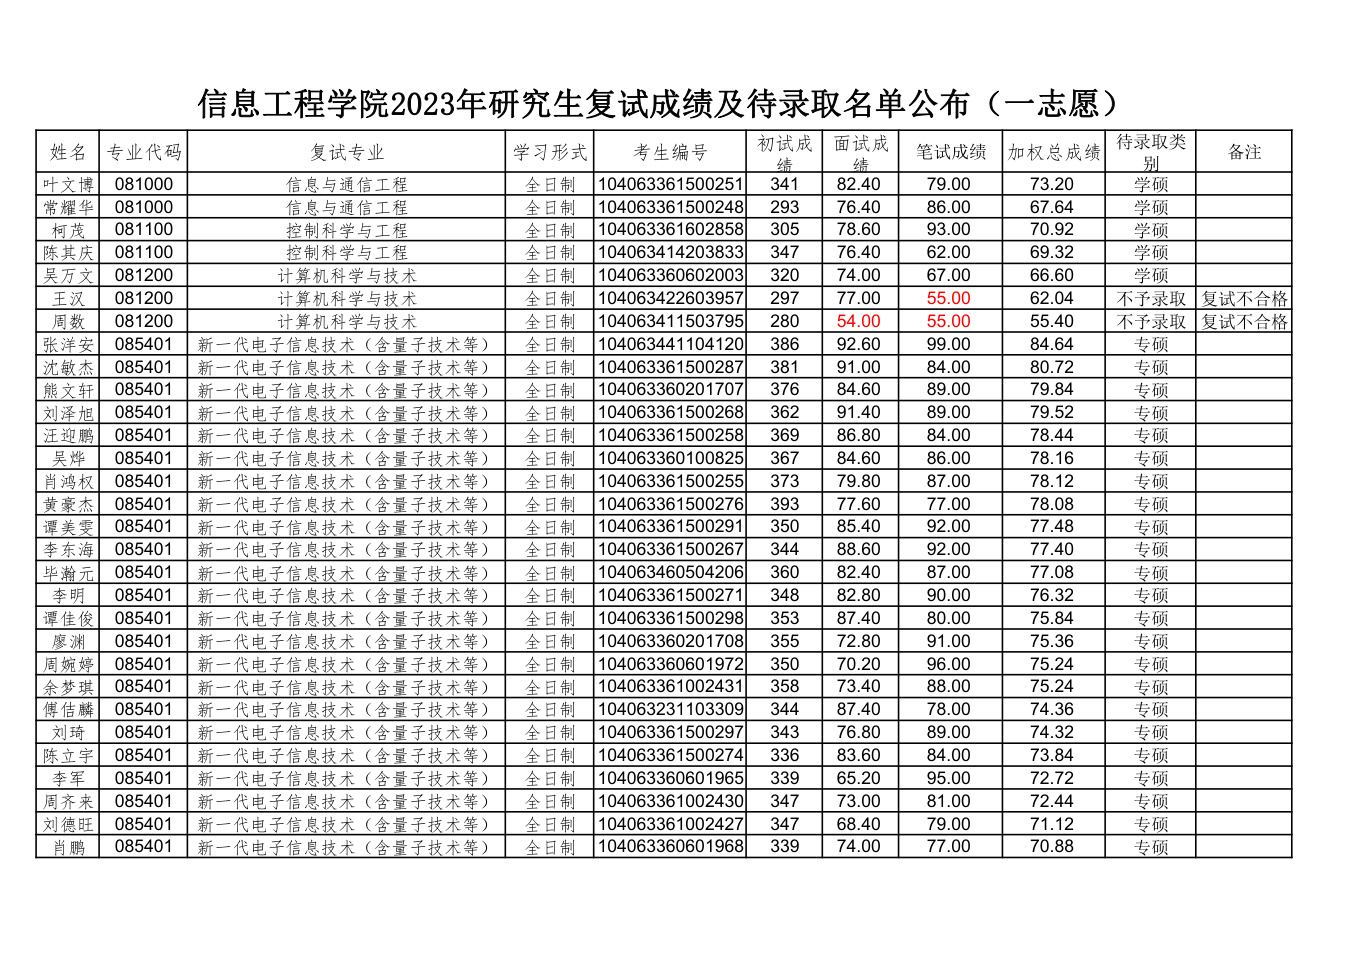 信息工程学院2023年研究生复试成绩及待录取名单公布（一志愿）
姓名 专业代码 复试专业 学习形式 考生编号 初试成绩 面试成绩 笔试成绩 加权总成绩 待录取类别 备注
叶文博 081000 信息与通信工程 全日制 104063361500251 341 82.40 79.00 73.20 学硕
常耀华 081000 信息与通信工程 全日制 104063361500248 293 76.40 86.00 67.64 学硕
柯茂 081100 控制科学与工程 全日制 104063361602858 305 78.60 93.00 70.92 学硕
陈其庆 081100 控制科学与工程 全日制 104063414203833 347 76.40 62.00 69.32 学硕
吴万文 081200 计算机科学与技术 全日制 104063360602003 320 74.00 67.00 66.60 学硕
王汉 081200 计算机科学与技术 全日制 104063422603957 297 77.00 55.00 62.04 不予录取 复试不合格
周数 081200 计算机科学与技术 全日制 104063411503795 280 54.00 55.00 55.40 不予录取 复试不合格
张洋安 085401 新一代电子信息技术（含量子技术等） 全日制 104063441104120 386 92.60 99.00 84.64 专硕
沈敏杰 085401 新一代电子信息技术（含量子技术等） 全日制 104063361500287 381 91.00 84.00 80.72 专硕
熊文轩 085401 新一代电子信息技术（含量子技术等） 全日制 104063360201707 376 84.60 89.00 79.84 专硕
刘泽旭 085401 新一代电子信息技术（含量子技术等） 全日制 104063361500268 362 91.40 89.00 79.52 专硕
汪迎鹏 085401 新一代电子信息技术（含量子技术等） 全日制 104063361500258 369 86.80 84.00 78.44 专硕
吴烨 085401 新一代电子信息技术（含量子技术等） 全日制 104063360100825 367 84.60 86.00 78.16 专硕
肖鸿权 085401 新一代电子信息技术（含量子技术等） 全日制 104063361500255 373 79.80 87.00 78.12 专硕
黄豪杰 085401 新一代电子信息技术（含量子技术等） 全日制 104063361500276 393 77.60 77.00 78.08 专硕
谭美雯 085401 新一代电子信息技术（含量子技术等） 全日制 104063361500291 350 85.40 92.00 77.48 专硕
李东海 085401 新一代电子信息技术（含量子技术等） 全日制 104063361500267 344 88.60 92.00 77.40 专硕
毕瀚元 085401 新一代电子信息技术（含量子技术等） 全日制 104063460504206 360 82.40 87.00 77.08 专硕
李明 085401 新一代电子信息技术（含量子技术等） 全日制 104063361500271 348 82.80 90.00 76.32 专硕
谭佳俊 085401 新一代电子信息技术（含量子技术等） 全日制 104063361500298 353 87.40 80.00 75.84 专硕
廖渊 085401 新一代电子信息技术（含量子技术等） 全日制 104063360201708 355 72.80 91.00 75.36 专硕
周婉婷 085401 新一代电子信息技术（含量子技术等） 全日制 104063360601972 350 70.20 96.00 75.24 专硕
余梦琪 085401 新一代电子信息技术（含量子技术等） 全日制 104063361002431 358 73.40 88.00 75.24 专硕
傅佶麟 085401 新一代电子信息技术（含量子技术等） 全日制 104063231103309 344 87.40 78.00 74.36 专硕
刘琦 085401 新一代电子信息技术（含量子技术等） 全日制 104063361500297 343 76.80 89.00 74.32 专硕
陈立宇 085401 新一代电子信息技术（含量子技术等） 全日制 104063361500274 336 83.60 84.00 73.84 专硕
李军 085401 新一代电子信息技术（含量子技术等） 全日制 104063360601965 339 65.20 95.00 72.72 专硕
周齐来 085401 新一代电子信息技术（含量子技术等） 全日制 104063361002430 347 73.00 81.00 72.44 专硕
刘德旺 085401 新一代电子信息技术（含量子技术等） 全日制 104063361002427 347 68.40 79.00 71.12 专硕
肖鹏 085401 新一代电子信息技术（含量子技术等） 全日制 104063360601968 339 74.00 77.00 70.88 专硕